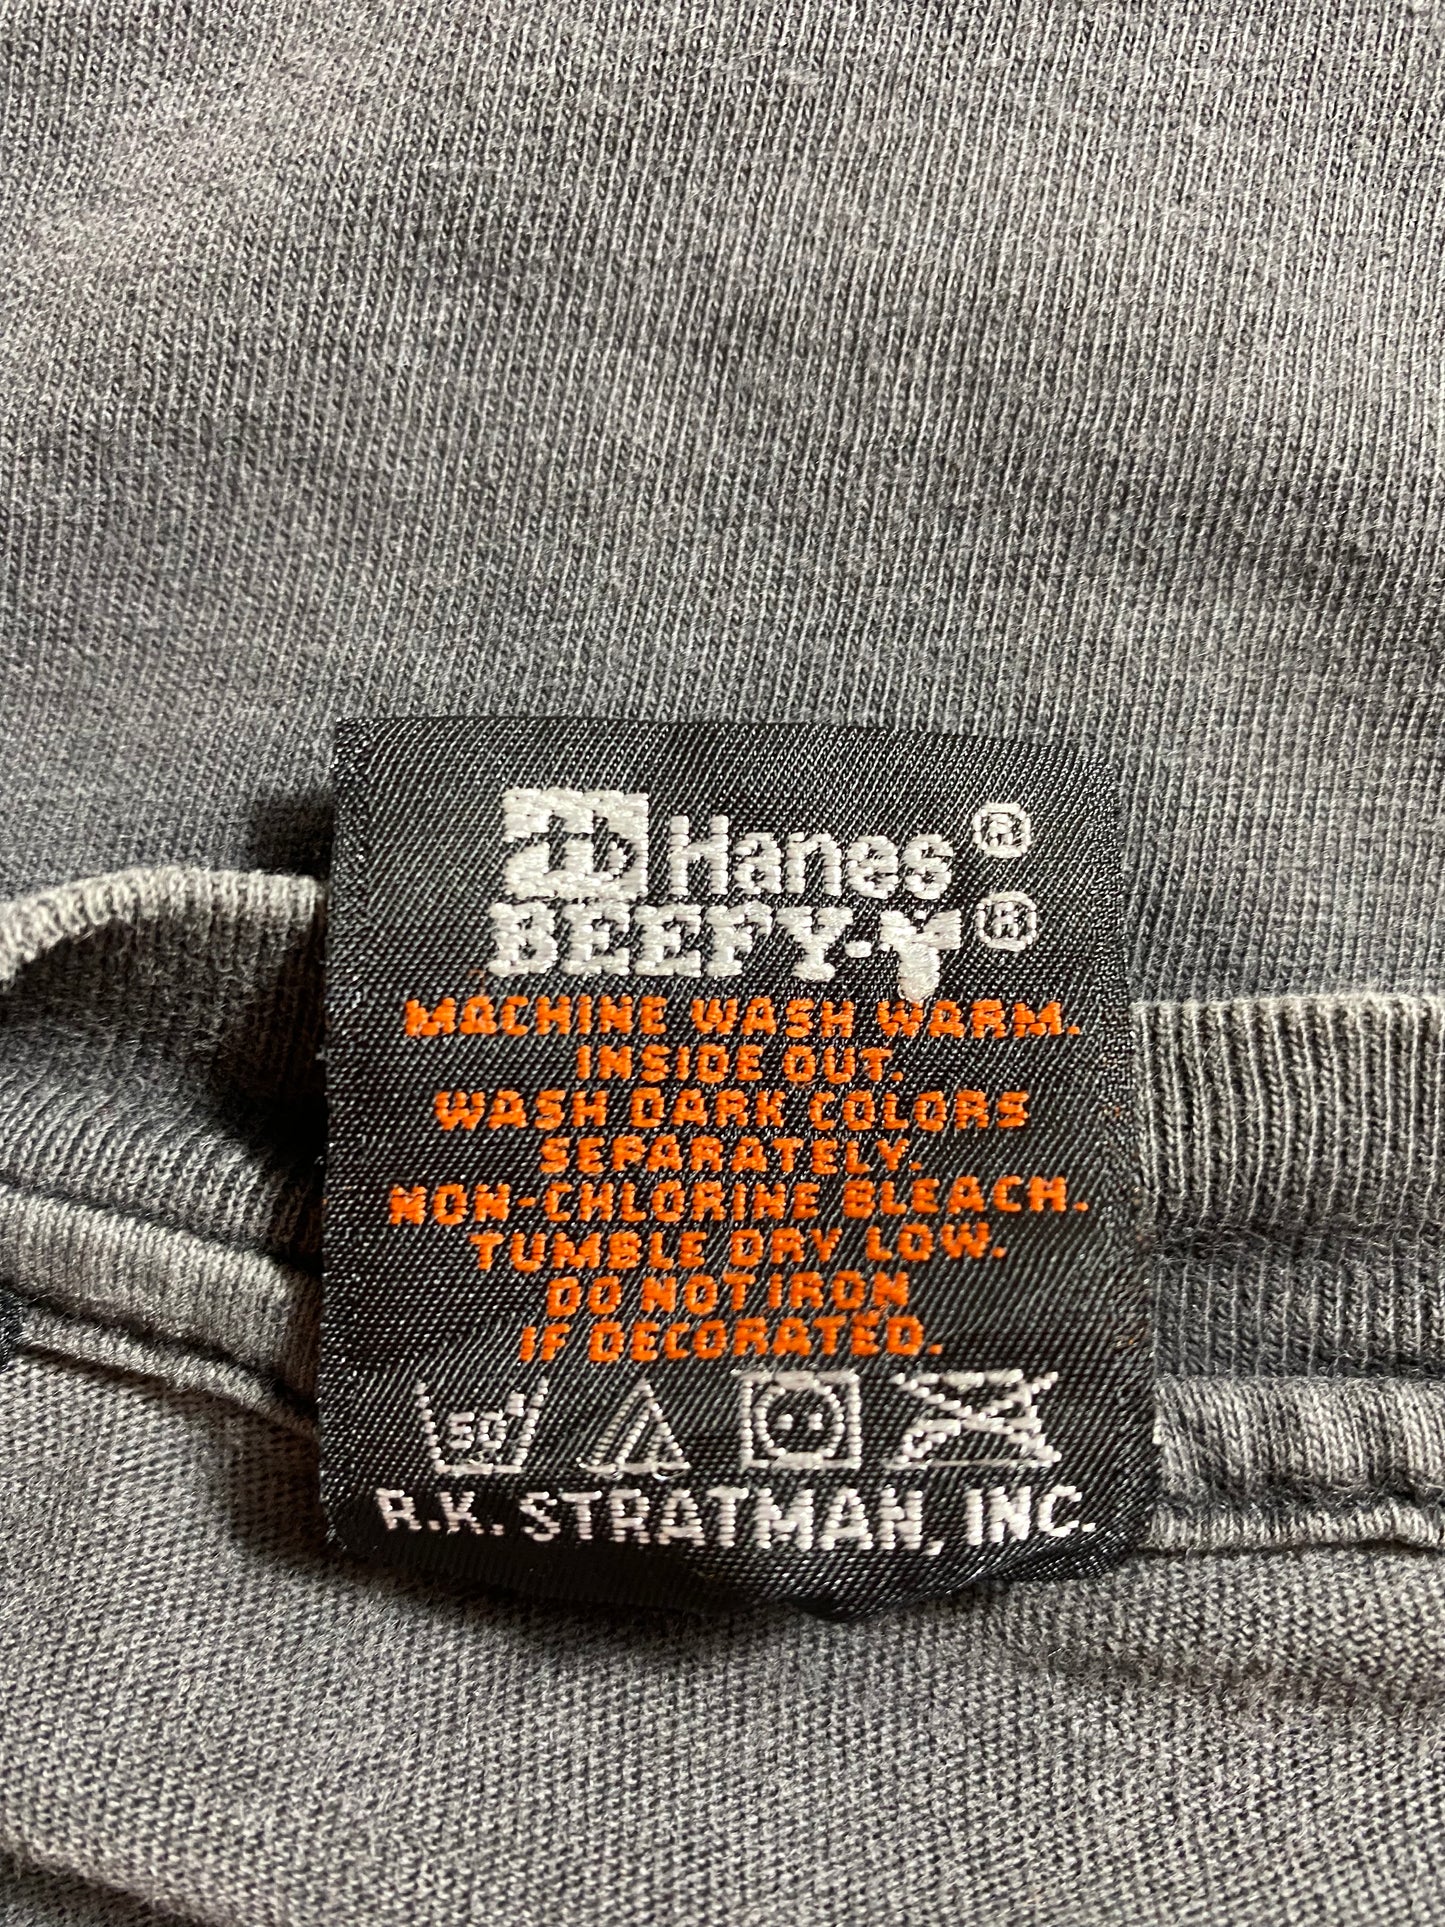 Hanes®
BEEFY-T®
MACHINE WASH WARM.
INSIDE OUT.
WASH DARK COLORS
SEPARATELY.
NON-CHLORINE BLEACH.
TUMBLE DRY LOW.
DO NOT IRON
IF DECORATED.
50°
R.K. STRATMAN, INC.